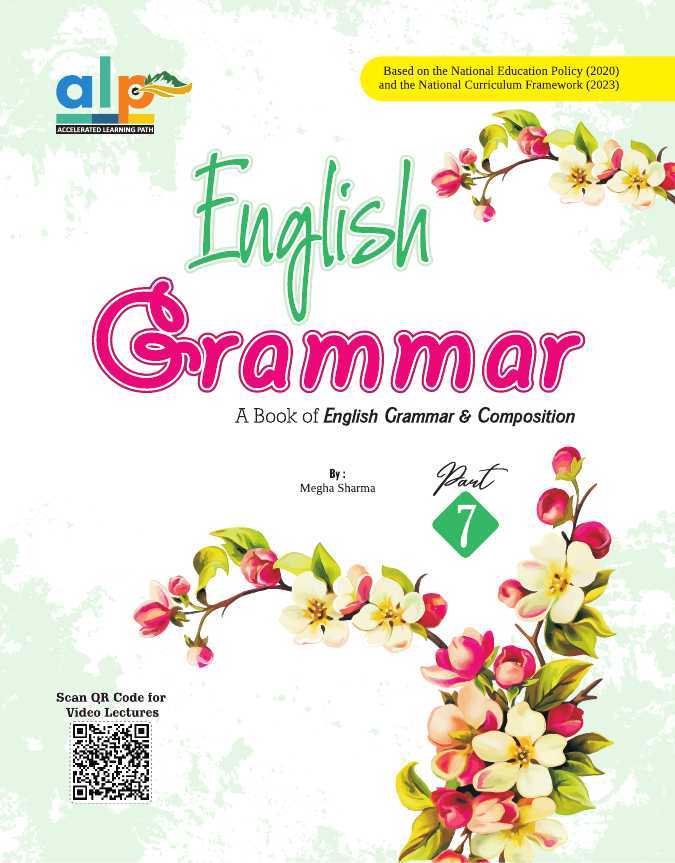 alp
ACCELERATED LEARNING PATH
Based on the National Education Policy (2020)
and the National Curriculum Framework (2023)
English
Grammar
A Book of English Grammar & Composition
By :
Megha Sharma
Part
7
Scan QR Code for
Video Lectures